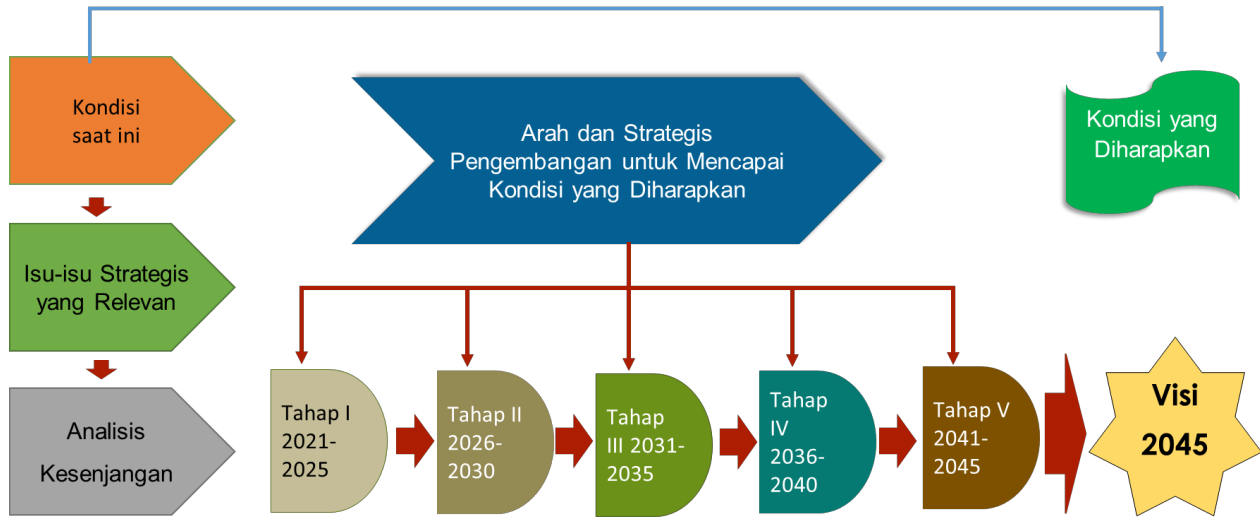 Kondisi
saat ini
Arah dan Strategis
Pengembangan untuk Mencapai
Kondisi yang Diharapkan
Kondisi yang
Diharapkan
Isu-isu Strategis
yang Relevan
Analisis
Kesenjangan
Tahap I
2021-
2025
Tahap II
2026-
2030
Tahap
III 2031-
2035
Tahap
IV
2036-
2040
Tahap V
2041-
2045
Visi
2045